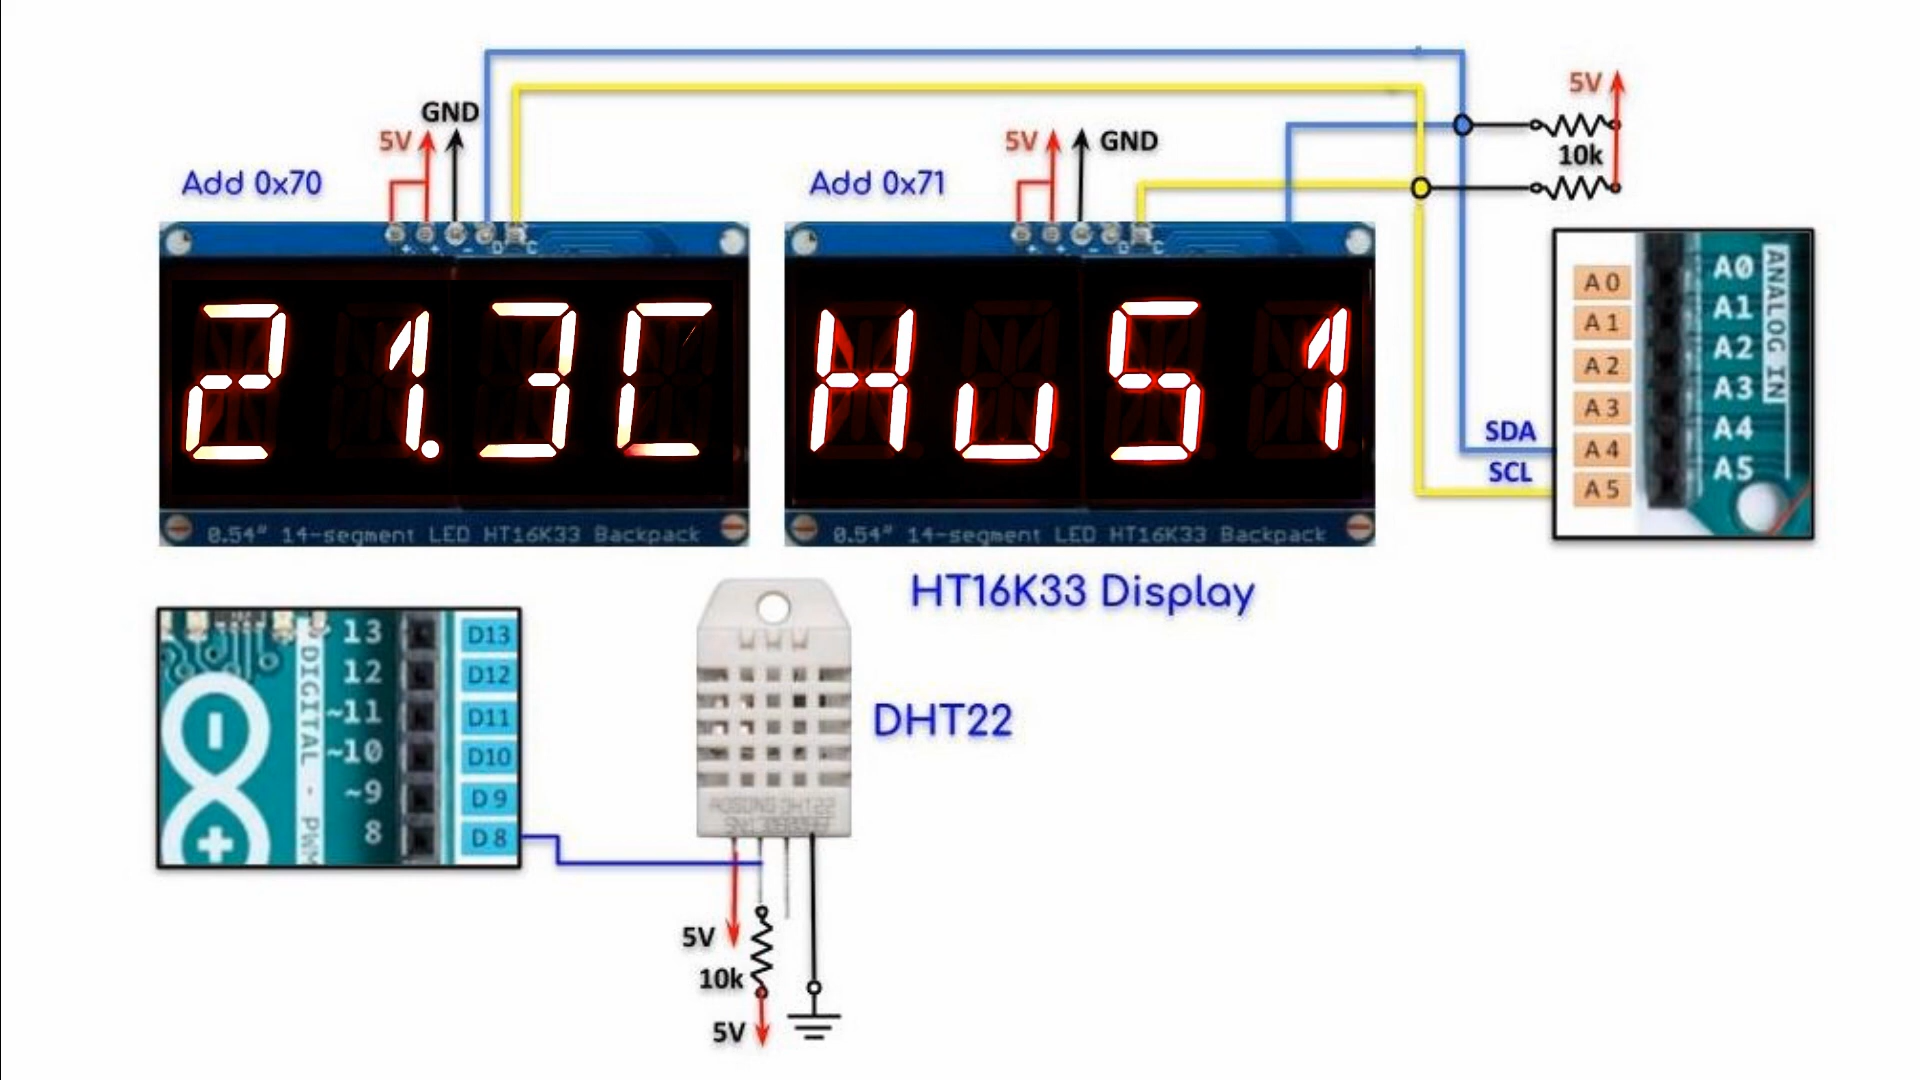 5V
GND
5V
GND
5V
10k
Add 0x70
Add 0x71
+ + - D C
+ + - D C
21.3C
Hu51
0.54" 14-segment LED HT16K33 Backpack
0.54" 14-segment LED HT16K33 Backpack
A0
A1
A2
A3
A4
A5
A0
A1
A2
A3
A4
A5
ANALOG IN
SDA
SCL
HT16K33 Display
DIGITAL - PWM
13
12
~11
~10
~9
8
D13
D12
D11
D10
D9
D8
DHT22
AOSONG DHT22
5V
10k
5V